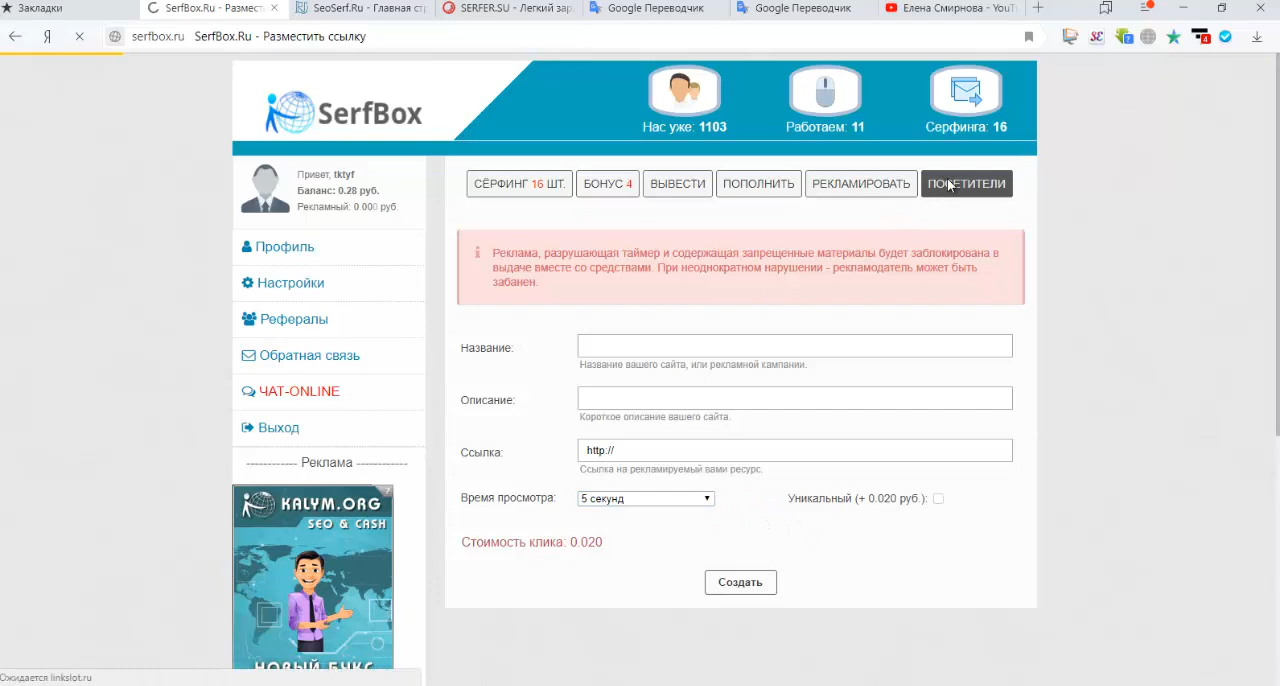 Закладки
SerfBox.Ru - Размест
SeoSerf.Ru - Главная ст
SERFER.SU - Легкий зар
Google Переводчик
Google Переводчик
Елена Смирнова - YouT
Я
serfbox.ru SerfBox.Ru - Разместить ссылку
SerfBox
Нас уже: 1103
Работаем: 11
Серфинга: 16
Привет, tktyf
Баланс: 0.28 руб.
Рекламный: 0.000 руб.
СЁРФИНГ 16 ШТ.
БОНУС 4
ВЫВЕСТИ
ПОПОЛНИТЬ
РЕКЛАМИРОВАТЬ
ПОСЕТИТЕЛИ
Профиль
Настройки
Рефералы
Обратная связь
ЧАТ-ONLINE
Выход
------------ Реклама ------------
KALYM.ORG
SEO & CASH
НОВЫЙ БУКС
Реклама, разрушающая таймер и содержащая запрещенные материалы будет заблокирована в
выдаче вместе со средствами. При неоднократном нарушении - рекламодатель может быть
забанен.
Название:
Название вашего сайта, или рекламной кампании.
Описание:
Короткое описание вашего сайта.
Ссылка:
http://
Ссылка на рекламируемый вами ресурс.
Время просмотра:
5 секунд
Уникальный (+ 0.020 руб.):
Стоимость клика: 0.020
Создать
Ожидается linkslot.ru